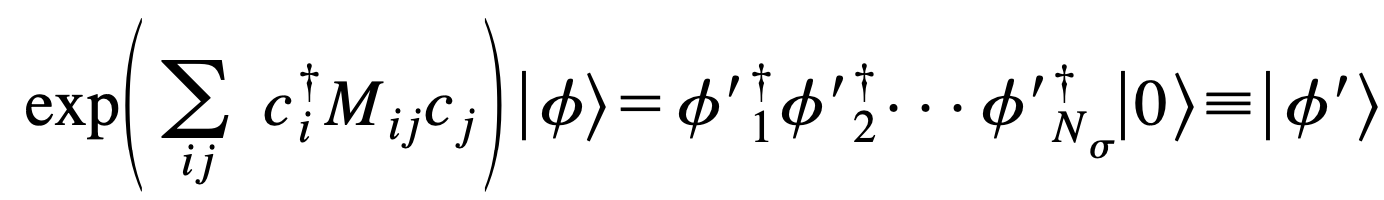 exp( ∑_{ij} c_i^† M_{ij} c_j ) |ϕ⟩ = ϕ′_1^† ϕ′_2^† · · · ϕ′_{N_σ}^† |0⟩ ≡ |ϕ′⟩